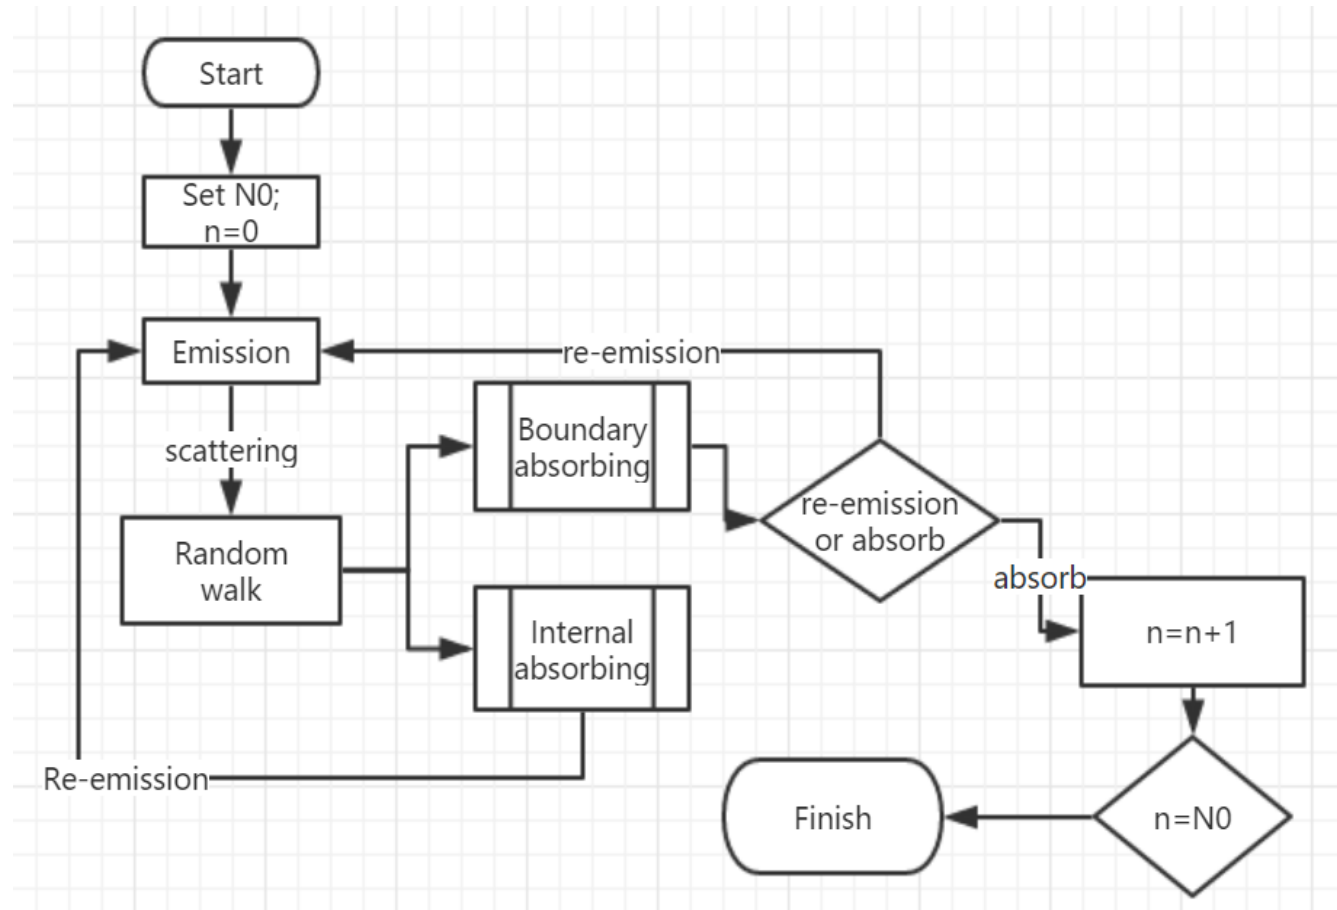 Start
Set N0;
n=0
Emission
re-emission
scattering
Boundary
absorbing
re-emission
or absorb
Random
walk
absorb
Internal
absorbing
n=n+1
Re-emission
Finish
n=N0